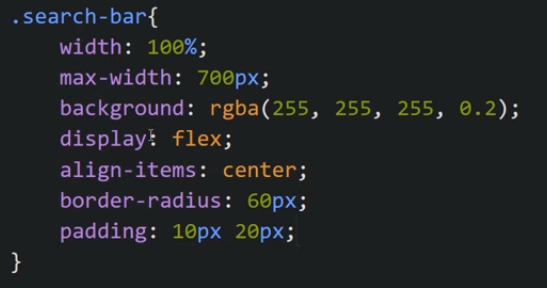 .search-bar{
    width: 100%;
    max-width: 700px;
    background: rgba(255, 255, 255, 0.2);
    display: flex;
    align-items: center;
    border-radius: 60px;
    padding: 10px 20px;
}